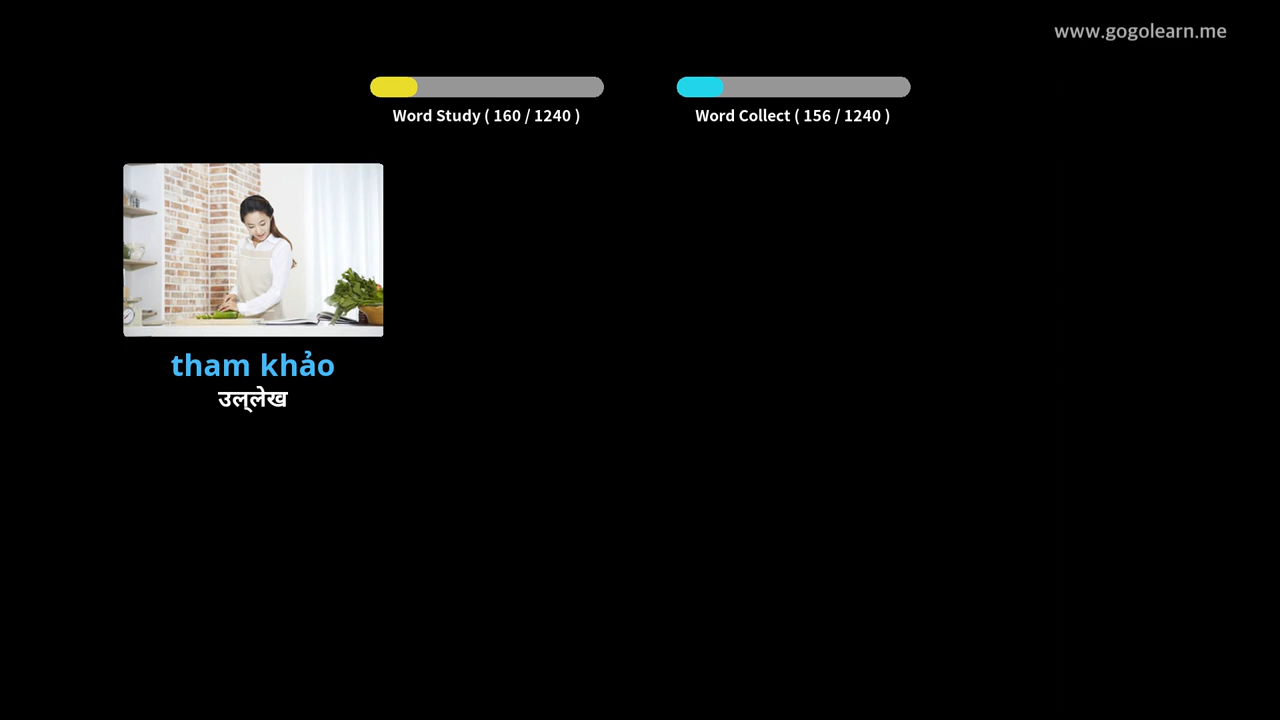 www.gogolearn.me
Word Study ( 160 / 1240 )
Word Collect ( 156 / 1240 )
tham khảo
उल्लेख